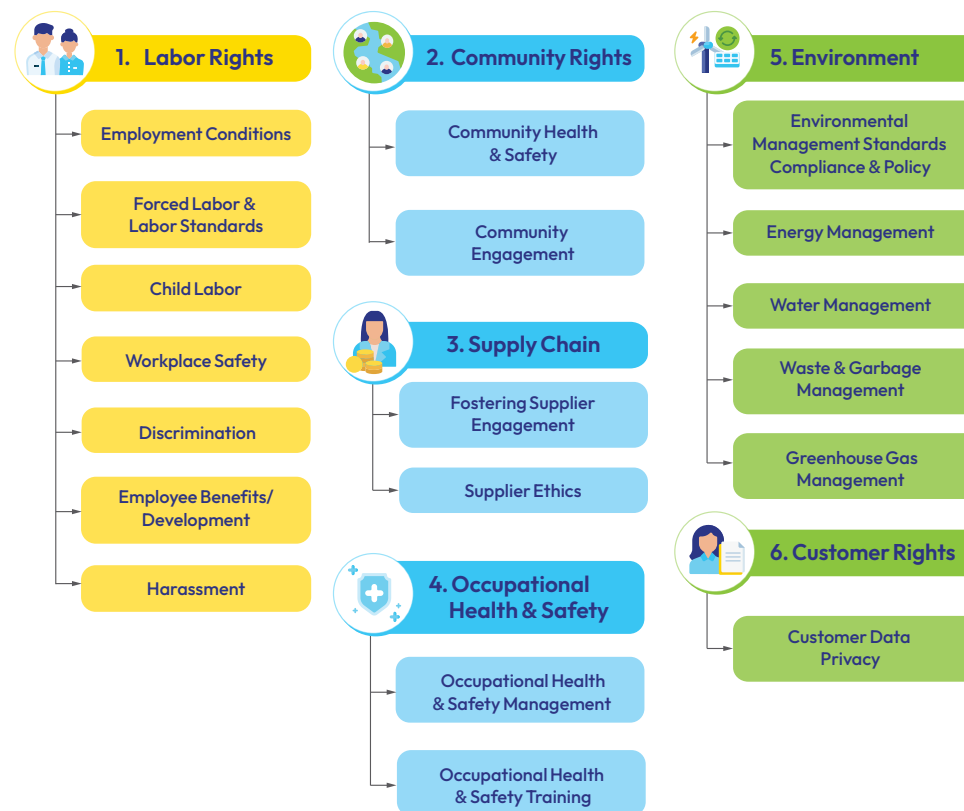 1. Labor Rights
Employment Conditions
Forced Labor &
Labor Standards
Child Labor
Workplace Safety
Discrimination
Employee Benefits/
Development
Harassment
2. Community Rights
Community Health
& Safety
Community
Engagement
3. Supply Chain
Fostering Supplier
Engagement
Supplier Ethics
4. Occupational
Health & Safety
Occupational Health
& Safety Management
Occupational Health
& Safety Training
5. Environment
Environmental
Management Standards
Compliance & Policy
Energy Management
Water Management
Waste & Garbage
Management
Greenhouse Gas
Management
6. Customer Rights
Customer Data
Privacy